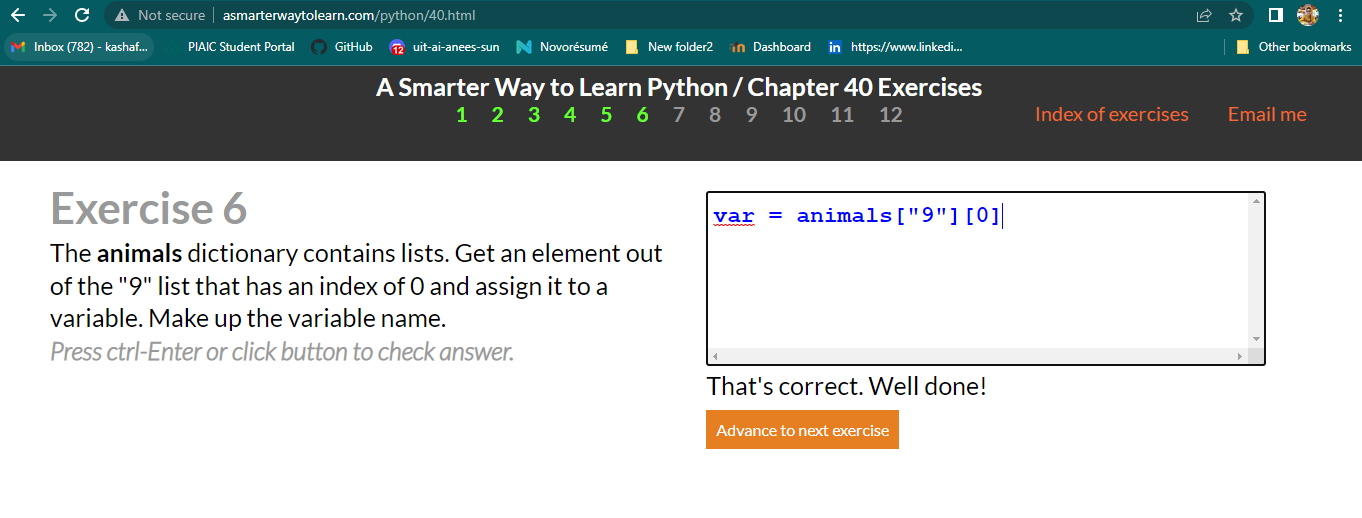 Not secure | asmarterwaytolearn.com/python/40.html
Inbox (782) - kashaf... PIAIC Student Portal GitHub 12 uit-ai-anees-sun Novorésumé New folder2 Dashboard in https://www.linkedi... Other bookmarks
A Smarter Way to Learn Python / Chapter 40 Exercises
1 2 3 4 5 6 7 8 9 10 11 12 Index of exercises Email me
Exercise 6
The animals dictionary contains lists. Get an element out
of the "9" list that has an index of 0 and assign it to a
variable. Make up the variable name.
Press ctrl-Enter or click button to check answer.
var = animals["9"][0]
That's correct. Well done!
Advance to next exercise